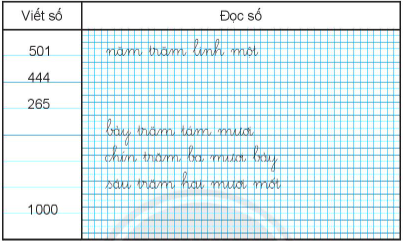 Viết số Đọc số
501 năm trăm linh một
444
265
bảy trăm tám mươi
chín trăm ba mươi bảy
sáu trăm hai mươi mốt
1000